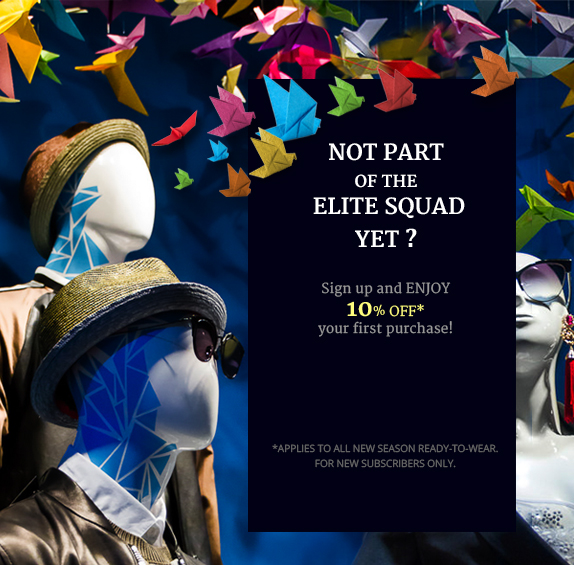 NOT PART
OF THE
ELITE SQUAD
YET ?
Sign up and ENJOY
10% OFF*
your first purchase!
*APPLIES TO ALL NEW SEASON READY-TO-WEAR.
FOR NEW SUBSCRIBERS ONLY.